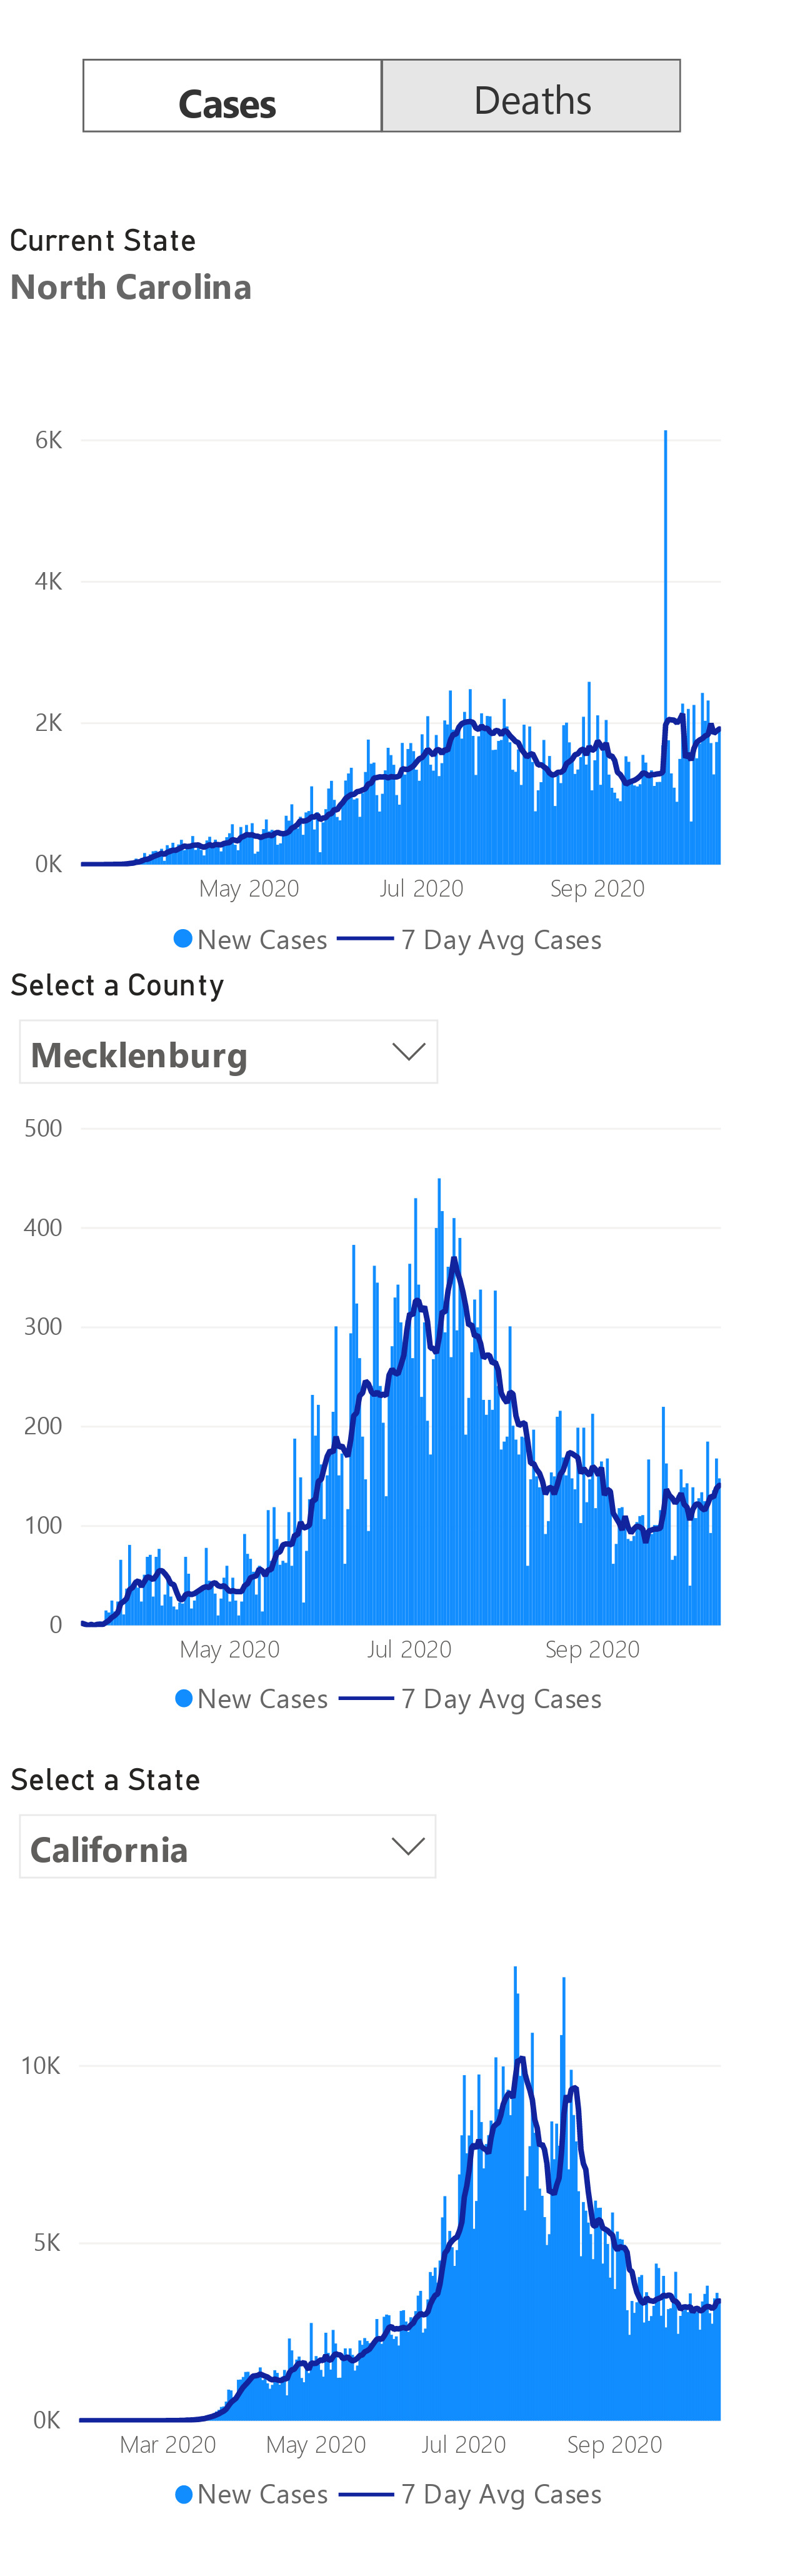 Cases Deaths
Current State
North Carolina
6K
4K
2K
0K
May 2020 Jul 2020 Sep 2020
New Cases 7 Day Avg Cases
Select a County
Mecklenburg
500
400
300
200
100
0
May 2020 Jul 2020 Sep 2020
New Cases 7 Day Avg Cases
Select a State
California
10K
5K
0K
Mar 2020 May 2020 Jul 2020 Sep 2020
New Cases 7 Day Avg Cases